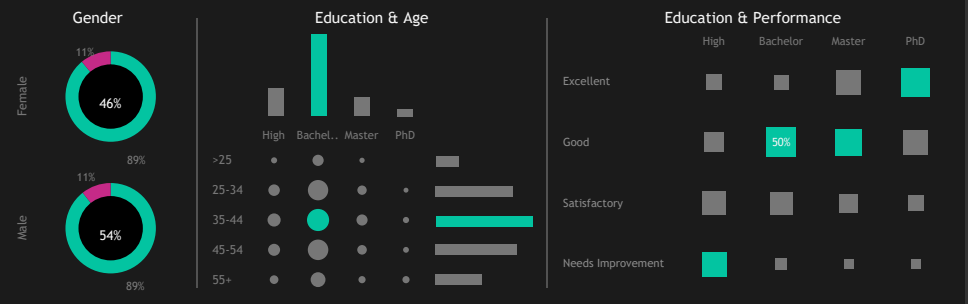 Gender
Education & Age
Education & Performance
Female
11%
46%
89%
Male
11%
54%
89%
High Bachel.. Master PhD
>25
25-34
35-44
45-54
55+
High Bachelor Master PhD
Excellent
Good
50%
Satisfactory
Needs Improvement